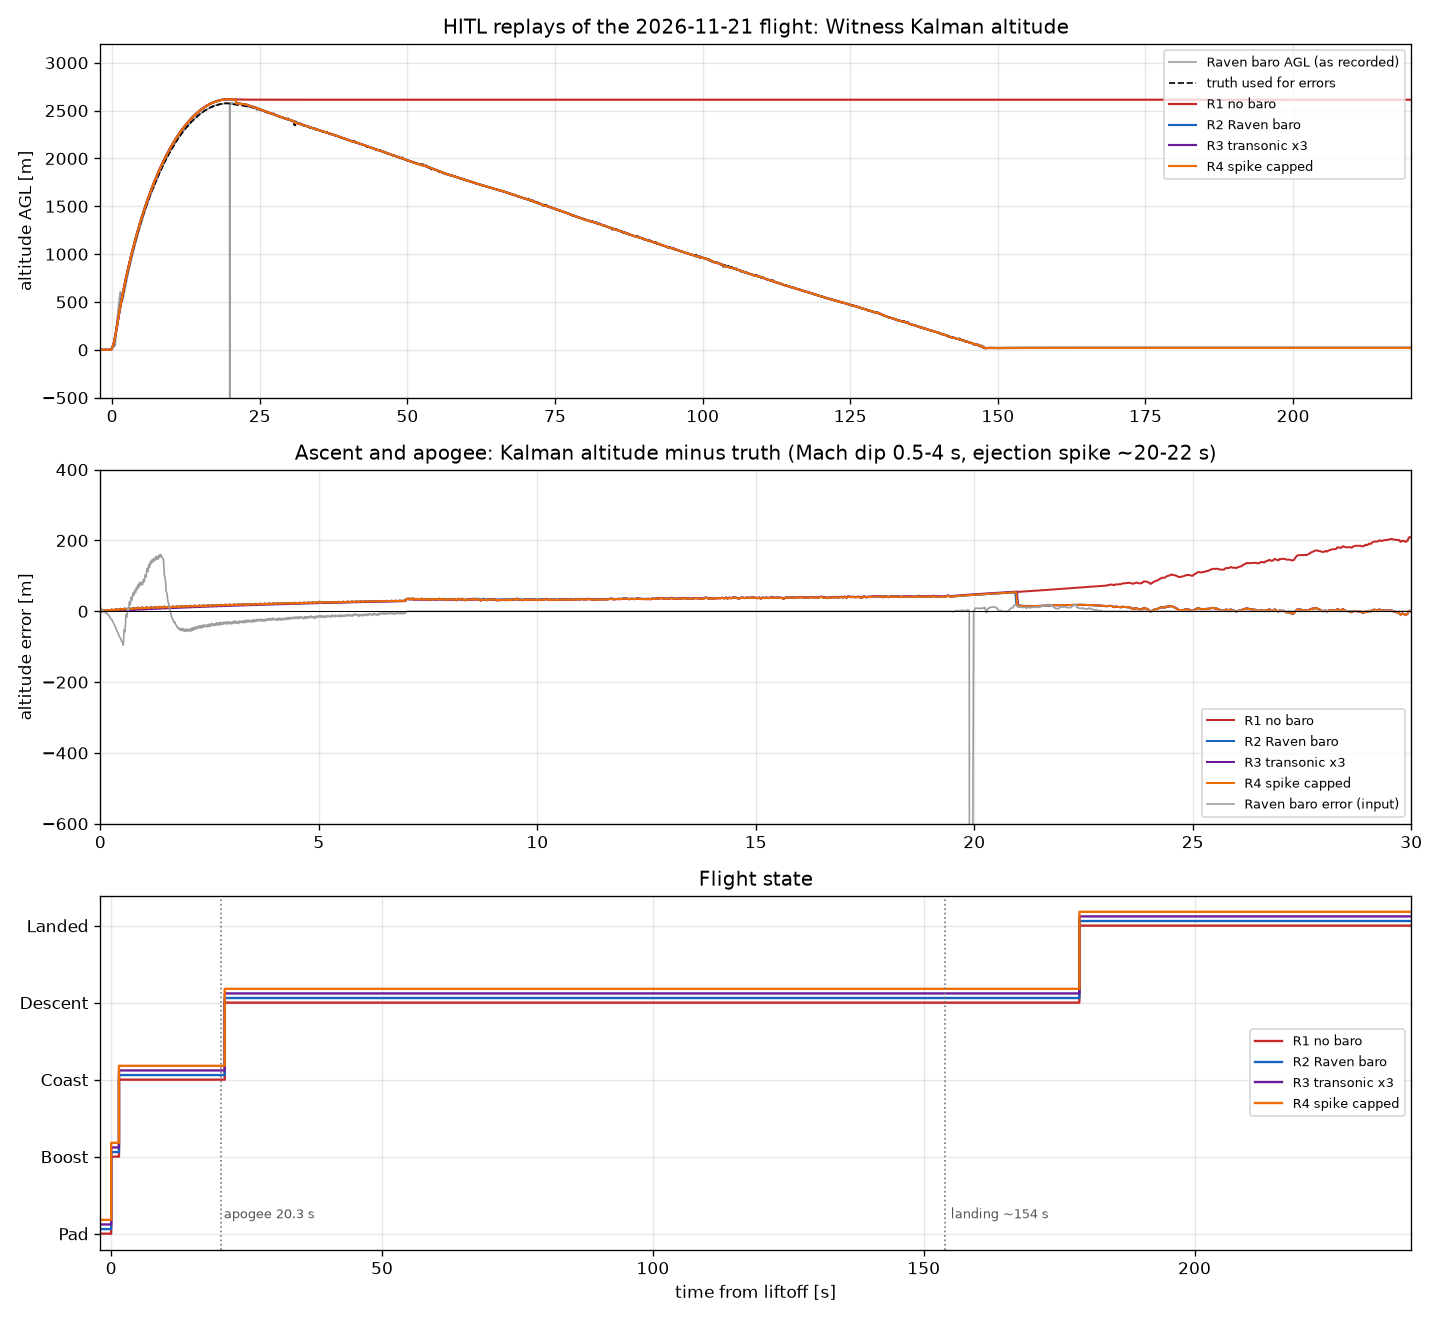 HITL replays of the 2026-11-21 flight: Witness Kalman altitude
altitude AGL [m]
3000
2500
2000
1500
1000
500
0
−500
0 25 50 75 100 125 150 175 200
Raven baro AGL (as recorded)
truth used for errors
R1 no baro
R2 Raven baro
R3 transonic x3
R4 spike capped
Ascent and apogee: Kalman altitude minus truth (Mach dip 0.5-4 s, ejection spike ~20-22 s)
altitude error [m]
400
200
0
−200
−400
−600
0 5 10 15 20 25 30
R1 no baro
R2 Raven baro
R3 transonic x3
R4 spike capped
Raven baro error (input)
Flight state
Landed
Descent
Coast
Boost
Pad
R1 no baro
R2 Raven baro
R3 transonic x3
R4 spike capped
apogee 20.3 s
landing ~154 s
0 50 100 150 200
time from liftoff [s]